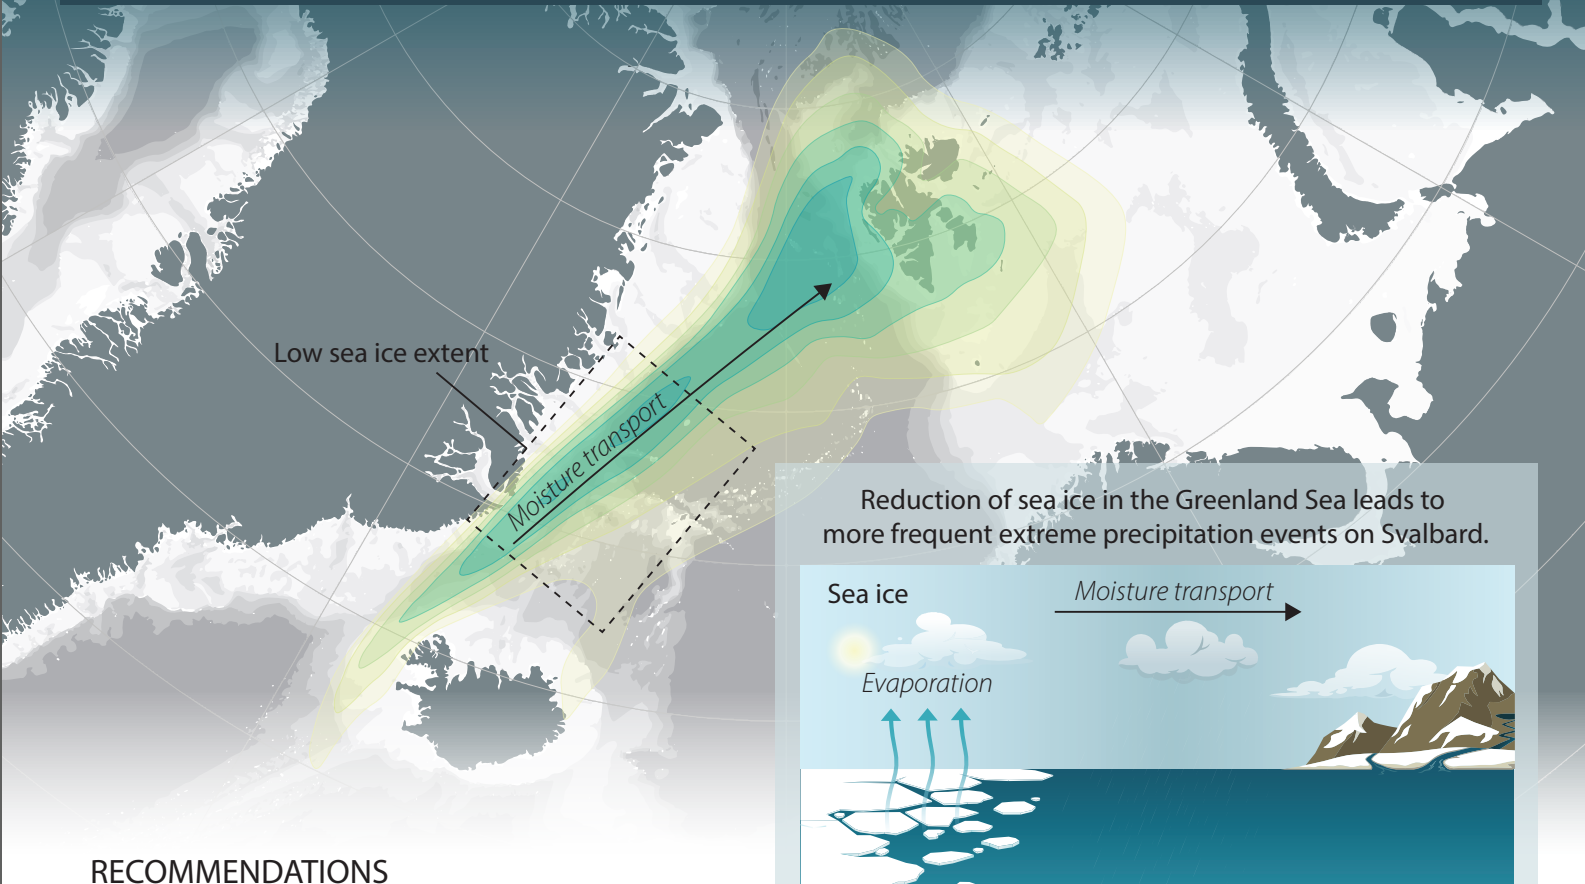 Low sea ice extent
Moisture transport
Reduction of sea ice in the Greenland Sea leads to
more frequent extreme precipitation events on Svalbard.
Sea ice
Moisture transport
Evaporation
RECOMMENDATIONS